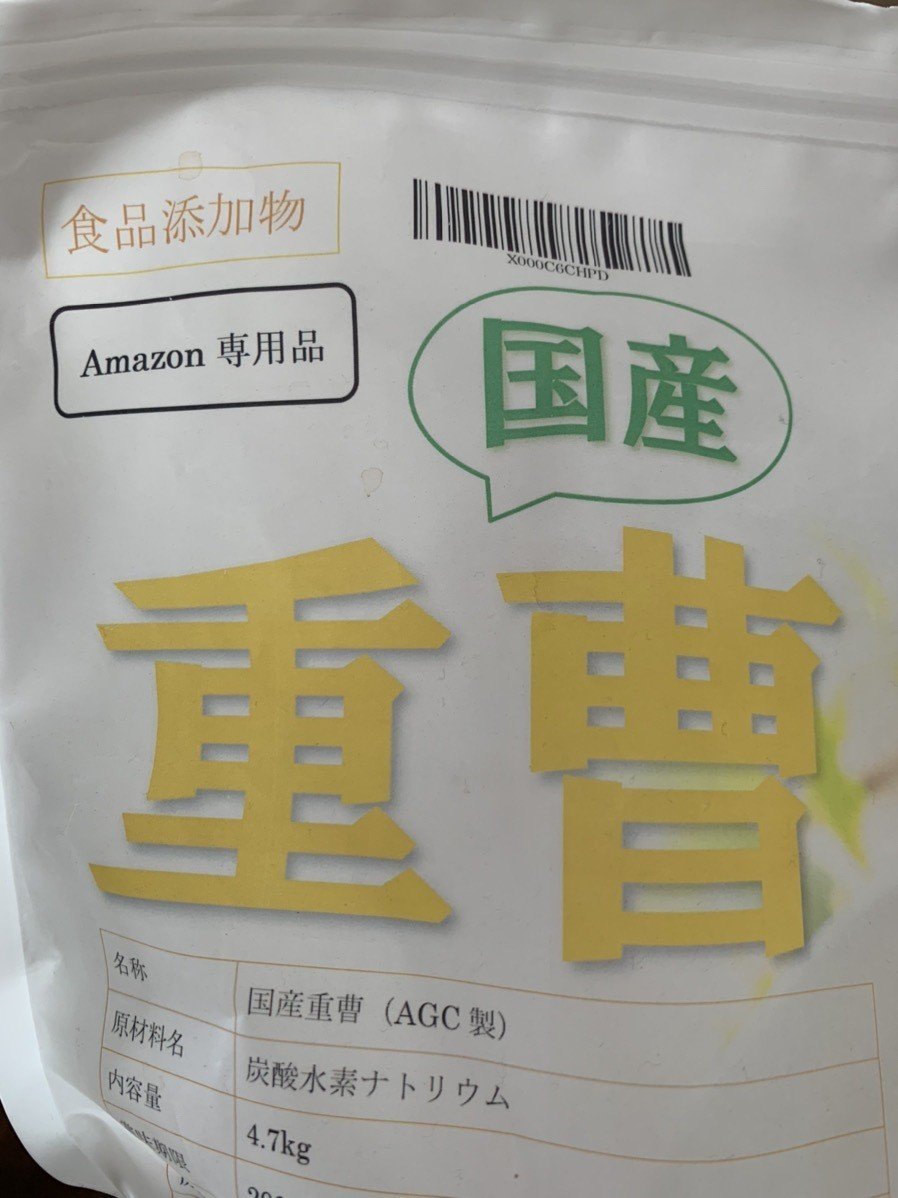 食品添加物
X000C6CHPD
Amazon 専用品
国産
重曹
名称
国産重曹（AGC 製）
原材料名
炭酸水素ナトリウム
内容量
4.7kg